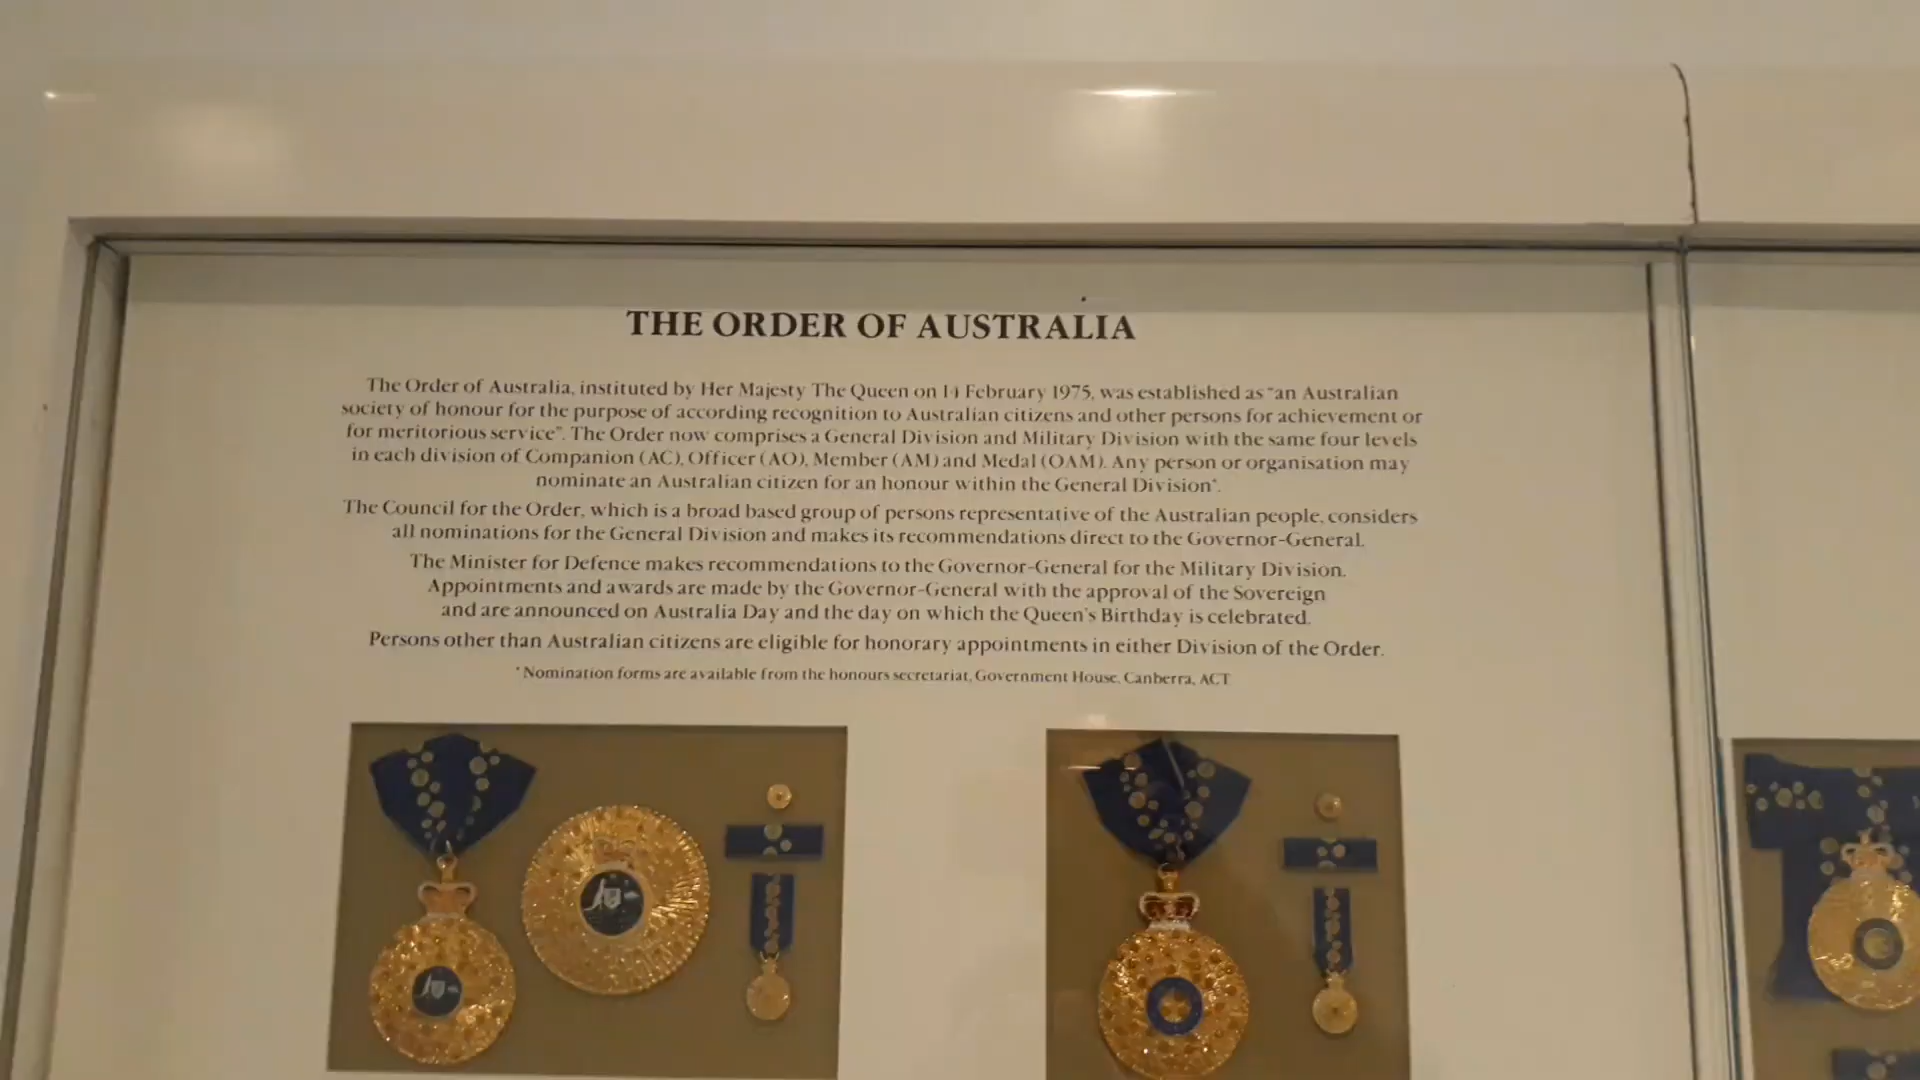 THE ORDER OF AUSTRALIA
The Order of Australia, instituted by Her Majesty The Queen on 14 February 1975, was established as "an Australian
society of honour for the purpose of according recognition to Australian citizens and other persons for achievement or
for meritorious service". The Order now comprises a General Division and Military Division with the same four levels
in each division of Companion (AC), Officer (AO), Member (AM) and Medal (OAM). Any person or organisation may
nominate an Australian citizen for an honour within the General Division*.
The Council for the Order, which is a broad based group of persons representative of the Australian people, considers
all nominations for the General Division and makes its recommendations direct to the Governor-General.
The Minister for Defence makes recommendations to the Governor-General for the Military Division.
Appointments and awards are made by the Governor-General with the approval of the Sovereign
and are announced on Australia Day and the day on which the Queen's Birthday is celebrated.
Persons other than Australian citizens are eligible for honorary appointments in either Division of the Order.
*Nomination forms are available from the honours secretariat, Government House, Canberra, ACT